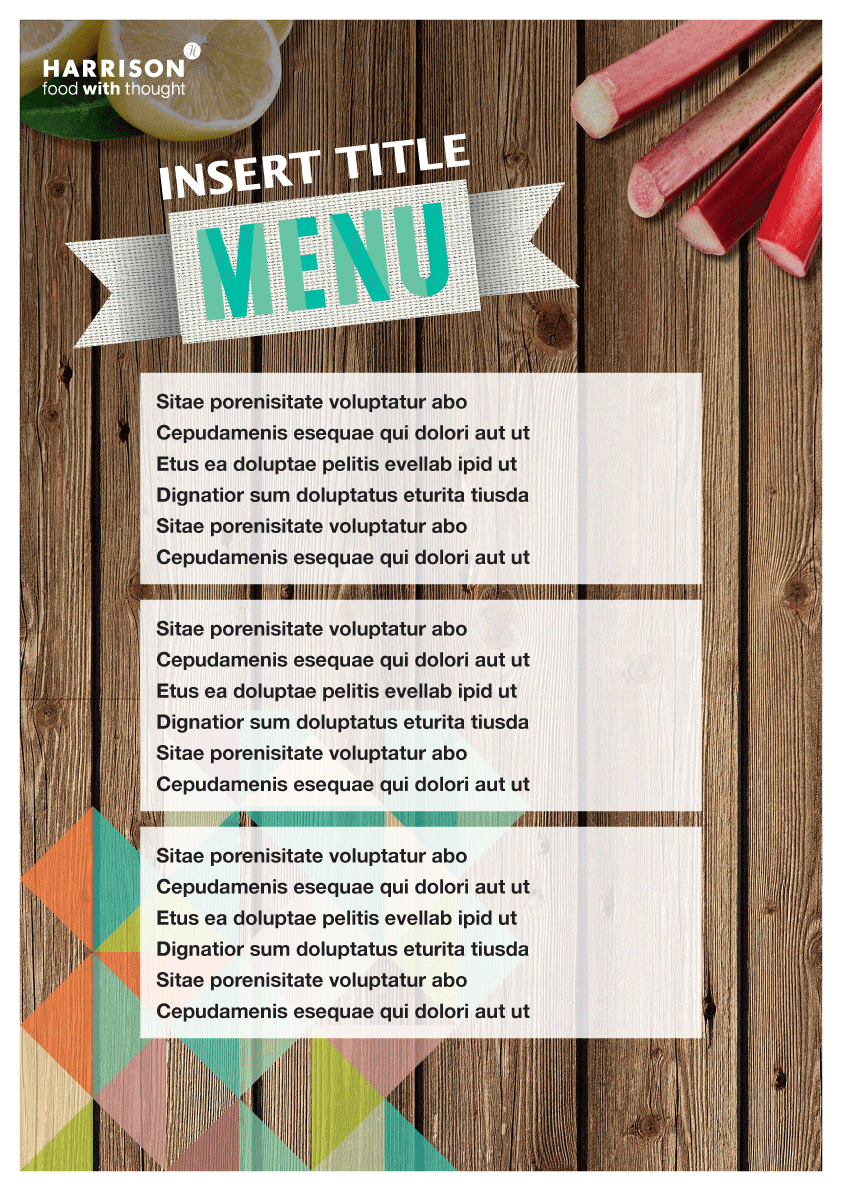 H
HARRISON
food with thought
INSERT TITLE
MENU
Sitae porenisitate voluptatur abo
Cepudamenis esequae qui dolori aut ut
Etus ea doluptae pelitis evellab ipid ut
Dignatior sum doluptatus eturita tiusda
Sitae porenisitate voluptatur abo
Cepudamenis esequae qui dolori aut ut
Sitae porenisitate voluptatur abo
Cepudamenis esequae qui dolori aut ut
Etus ea doluptae pelitis evellab ipid ut
Dignatior sum doluptatus eturita tiusda
Sitae porenisitate voluptatur abo
Cepudamenis esequae qui dolori aut ut
Sitae porenisitate voluptatur abo
Cepudamenis esequae qui dolori aut ut
Etus ea doluptae pelitis evellab ipid ut
Dignatior sum doluptatus eturita tiusda
Sitae porenisitate voluptatur abo
Cepudamenis esequae qui dolori aut ut